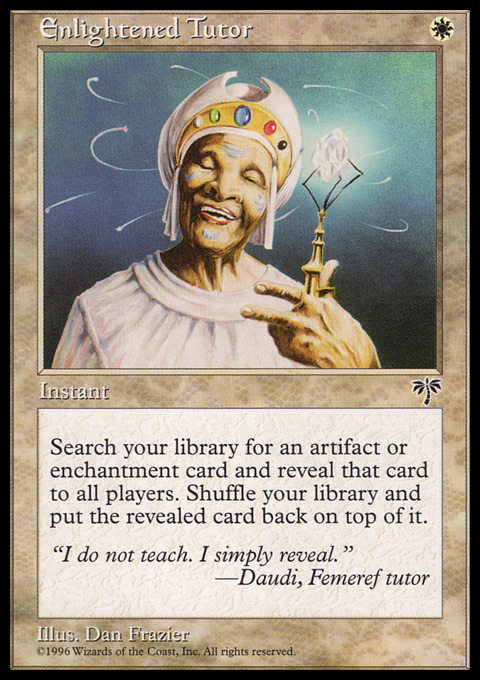 Enlightened Tutor
Instant
Search your library for an artifact or
enchantment card and reveal that card
to all players. Shuffle your library and
put the revealed card back on top of it.
“I do not teach. I simply reveal.”
—Daudi, Femeref tutor
Illus. Dan Frazier
©1996 Wizards of the Coast, Inc. All rights reserved.